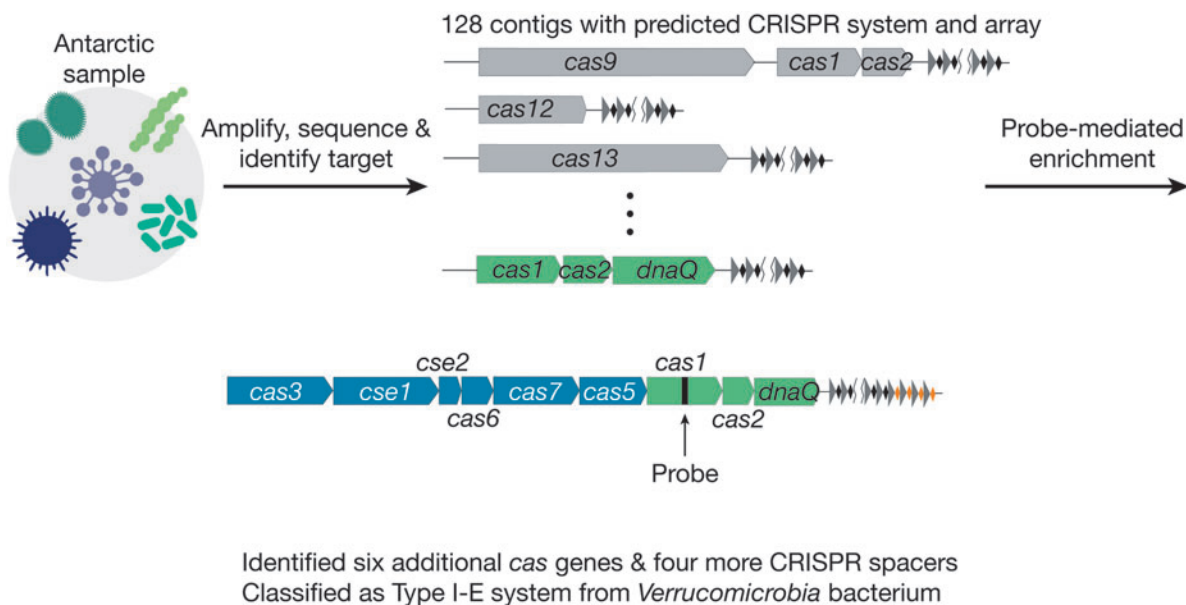 128 contigs with predicted CRISPR system and array
Antarctic
sample
Amplify, sequence &
identify target
cas9 cas1 cas2
cas12
cas13
cas1 cas2 dnaQ
Probe-mediated
enrichment
cse2 cas1
cas3 cse1 cas7 cas5 dnaQ
cas6 cas2
Probe
Identified six additional cas genes & four more CRISPR spacers
Classified as Type I-E system from Verrucomicrobia bacterium